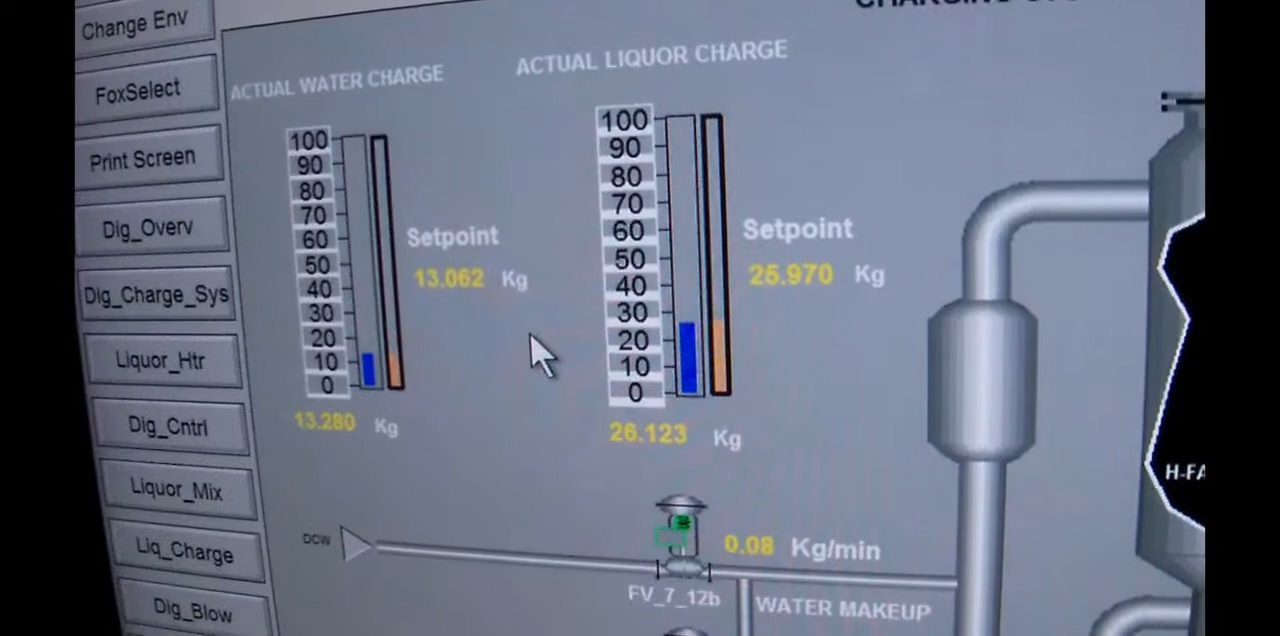 Change Env
FoxSelect
Print Screen
Dig_Overv
Dig_Charge_Sys
Liquor_Htr
Dig_Cntrl
Liquor_Mix
Liq_Charge
Dig_Blow
ACTUAL WATER CHARGE
100
90
80
70
60
50
40
30
20
10
0
Setpoint
13.062 Kg
13.280 Kg
ACTUAL LIQUOR CHARGE
100
90
80
70
60
50
40
30
20
10
0
Setpoint
25.970 Kg
26.123 Kg
DCW
0.08 Kg/min
FV_7_12b
WATER MAKEUP
H-FA